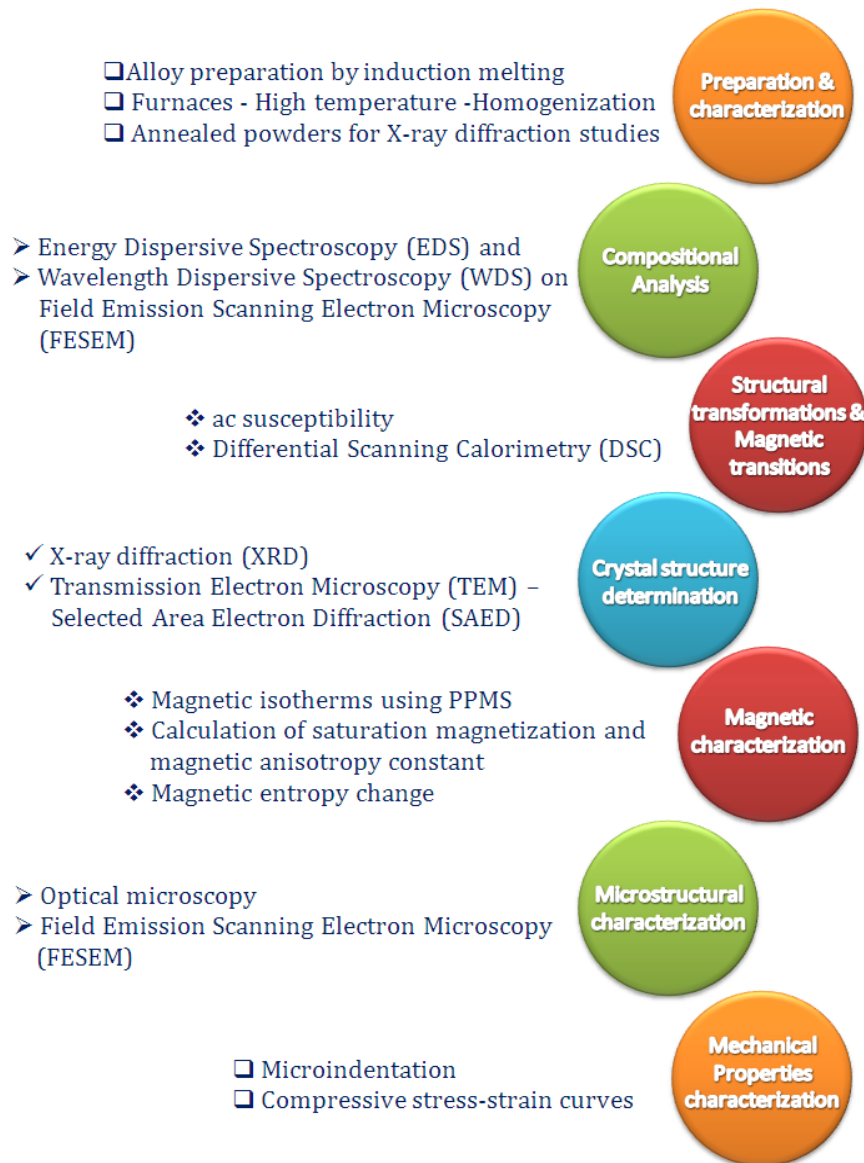 ❑Alloy preparation by induction melting
❑ Furnaces - High temperature -Homogenization
❑ Annealed powders for X-ray diffraction studies
Preparation &
characterization
➢ Energy Dispersive Spectroscopy (EDS) and
➢ Wavelength Dispersive Spectroscopy (WDS) on
Field Emission Scanning Electron Microscopy
(FESEM)
Compositional
Analysis
❖ ac susceptibility
❖ Differential Scanning Calorimetry (DSC)
Structural
transformations &
Magnetic
transitions
✓ X-ray diffraction (XRD)
✓ Transmission Electron Microscopy (TEM) –
Selected Area Electron Diffraction (SAED)
Crystal structure
determination
❖ Magnetic isotherms using PPMS
❖ Calculation of saturation magnetization and
magnetic anisotropy constant
❖ Magnetic entropy change
Magnetic
characterization
➢ Optical microscopy
➢ Field Emission Scanning Electron Microscopy
(FESEM)
Microstructural
characterization
❑ Microindentation
❑ Compressive stress-strain curves
Mechanical
Properties
characterization